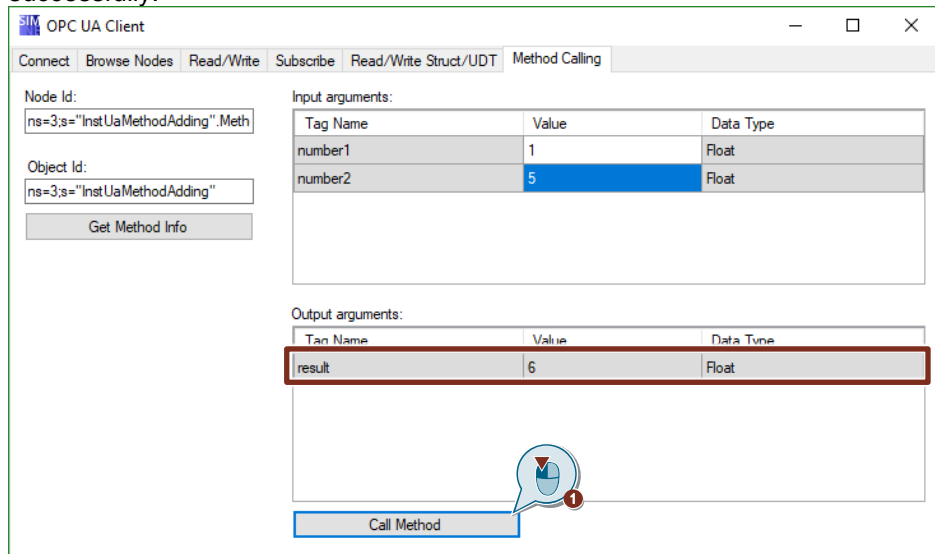 SIM OPC UA Client
Connect Browse Nodes Read/Write Subscribe Read/Write Struct/UDT Method Calling
Node Id:
ns=3;s="InstUaMethodAdding".Meth
Object Id:
ns=3;s="InstUaMethodAdding"
Get Method Info
Input arguments:
Tag Name Value Data Type
number1 1 Float
number2 5 Float
Output arguments:
Tag Name Value Data Type
result 6 Float
1
Call Method